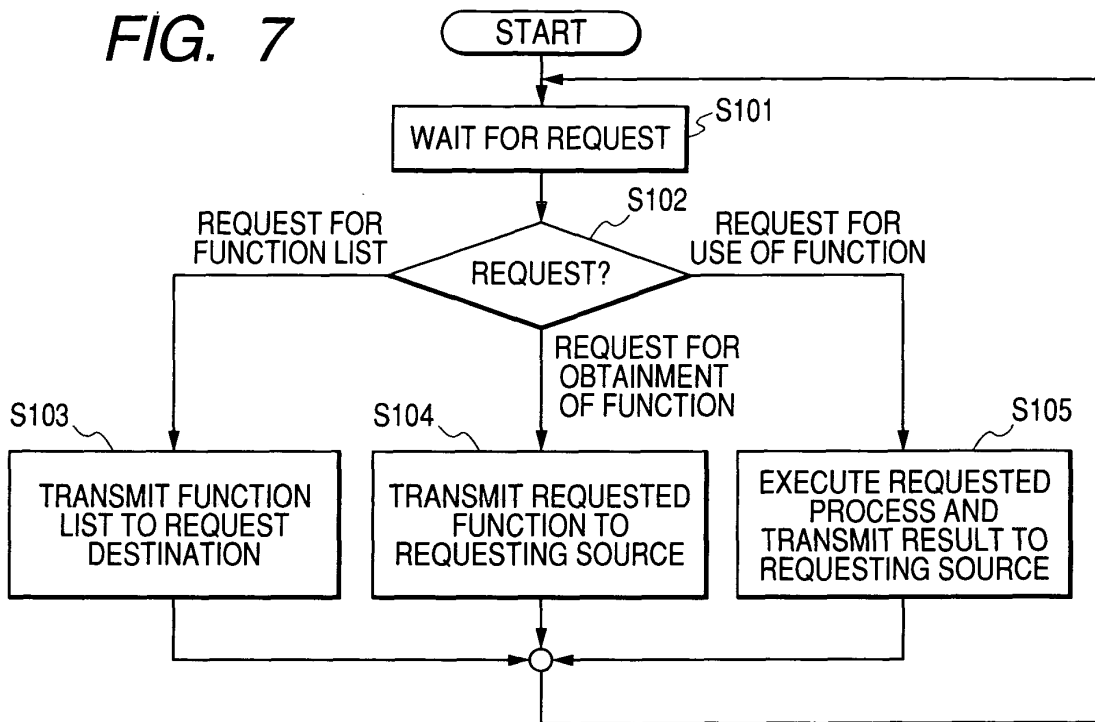 FIG. 7
START
WAIT FOR REQUEST
S101
S102
REQUEST FOR
FUNCTION LIST
REQUEST?
REQUEST FOR
USE OF FUNCTION
REQUEST FOR
OBTAINMENT
OF FUNCTION
S103
TRANSMIT FUNCTION
LIST TO REQUEST
DESTINATION
S104
TRANSMIT REQUESTED
FUNCTION TO
REQUESTING SOURCE
S105
EXECUTE REQUESTED
PROCESS AND
TRANSMIT RESULT TO
REQUESTING SOURCE